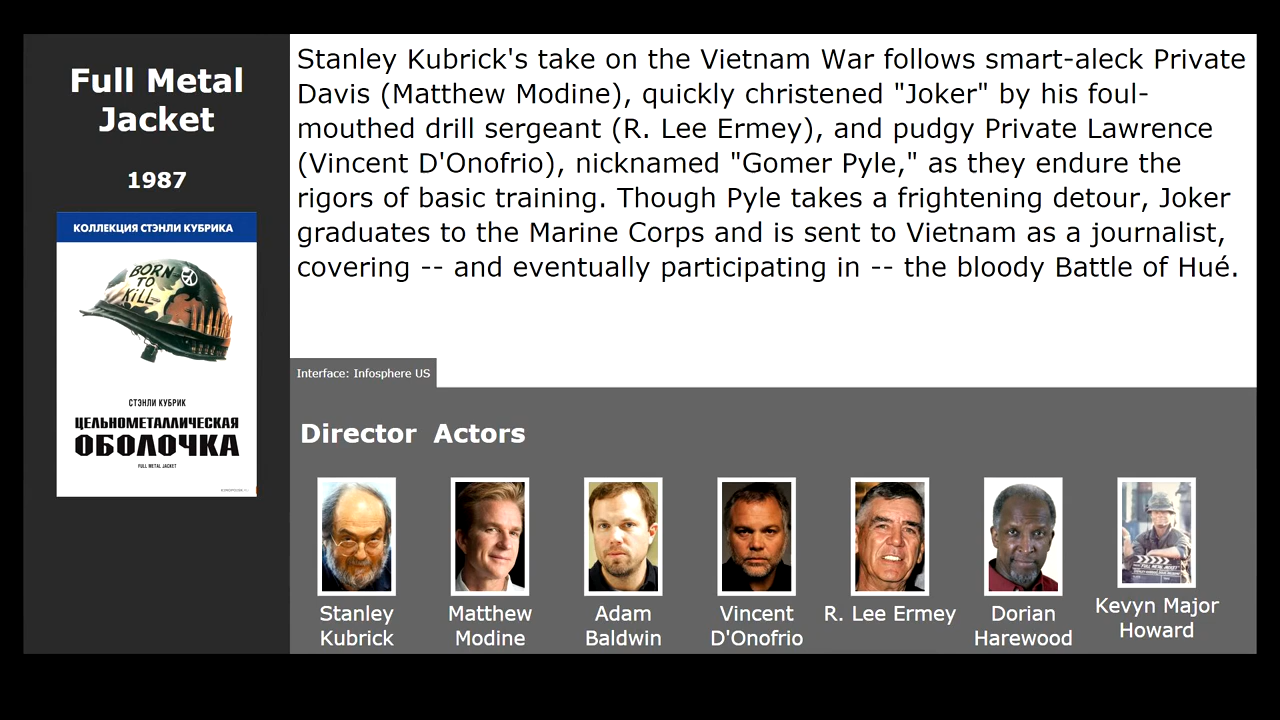 Full Metal
Jacket
1987
КОЛЛЕКЦИЯ СТЭНЛИ КУБРИКА
BORN
TO
KILL
СТЭНЛИ КУБРИК
ЦЕЛЬНОМЕТАЛЛИЧЕСКАЯ
ОБОЛОЧКА
FULL METAL JACKET
Stanley Kubrick's take on the Vietnam War follows smart-aleck Private
Davis (Matthew Modine), quickly christened "Joker" by his foul-
mouthed drill sergeant (R. Lee Ermey), and pudgy Private Lawrence
(Vincent D'Onofrio), nicknamed "Gomer Pyle," as they endure the
rigors of basic training. Though Pyle takes a frightening detour, Joker
graduates to the Marine Corps and is sent to Vietnam as a journalist,
covering -- and eventually participating in -- the bloody Battle of Hué.
Interface: Infosphere US
Director Actors
FULL METAL JACKET
Stanley
Kubrick
Matthew
Modine
Adam
Baldwin
Vincent
D'Onofrio
R. Lee Ermey
Dorian
Harewood
Kevyn Major
Howard